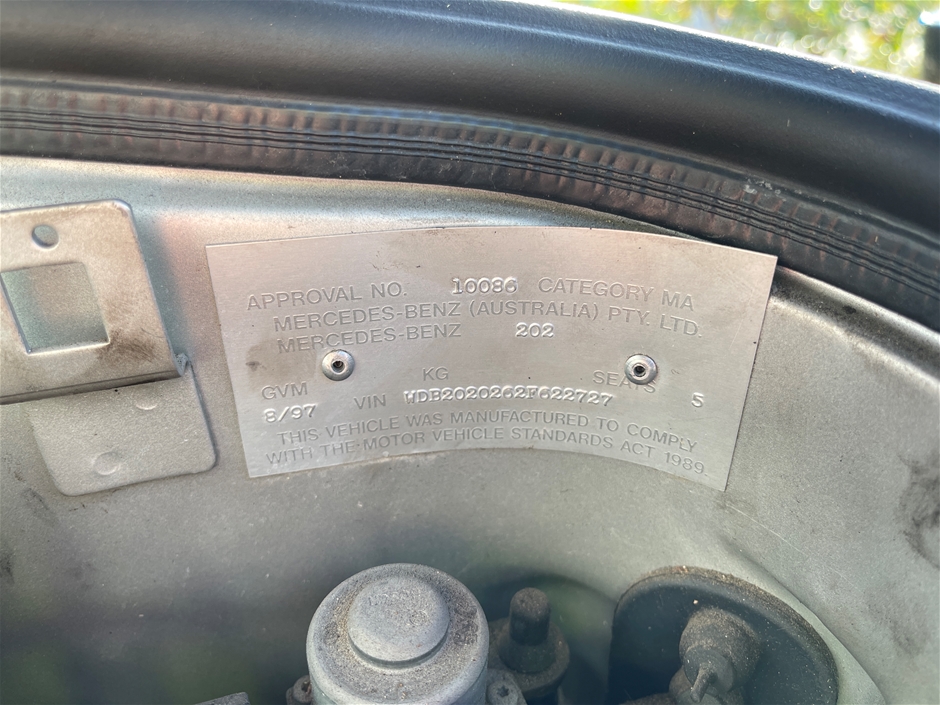 APPROVAL NO. 10086 CATEGORY MA
MERCEDES-BENZ (AUSTRALIA) PTY. LTD.
MERCEDES-BENZ 202
GVM KG SEATS 5
8/97 VIN WDB2020262F622727
THIS VEHICLE WAS MANUFACTURED TO COMPLY
WITH THE MOTOR VEHICLE STANDARDS ACT 1989